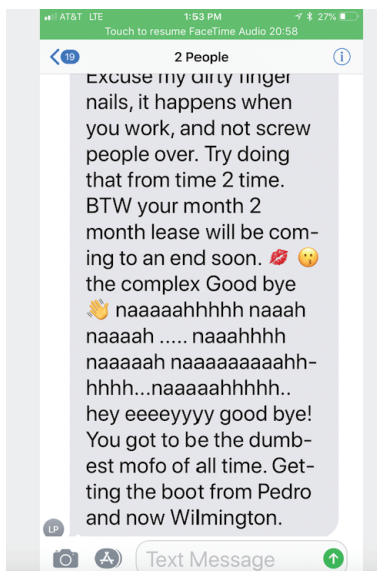 AT&T LTE 1:53 PM 27%
Touch to resume FaceTime Audio 20:58
19 2 People
Excuse my dirty finger
nails, it happens when
you work, and not screw
people over. Try doing
that from time 2 time.
BTW your month 2
month lease will be com-
ing to an end soon. 💋 😗
the complex Good bye
👋 naaaaahhhhh naaah
naaaah ..... naaahhhh
naaaaah naaaaaaaaahh-
hhhh...naaaaahhhhh..
hey eeeeyyyy good bye!
You got to be the dumb-
est mofo of all time. Get-
ting the boot from Pedro
and now Wilmington.
LP
Text Message